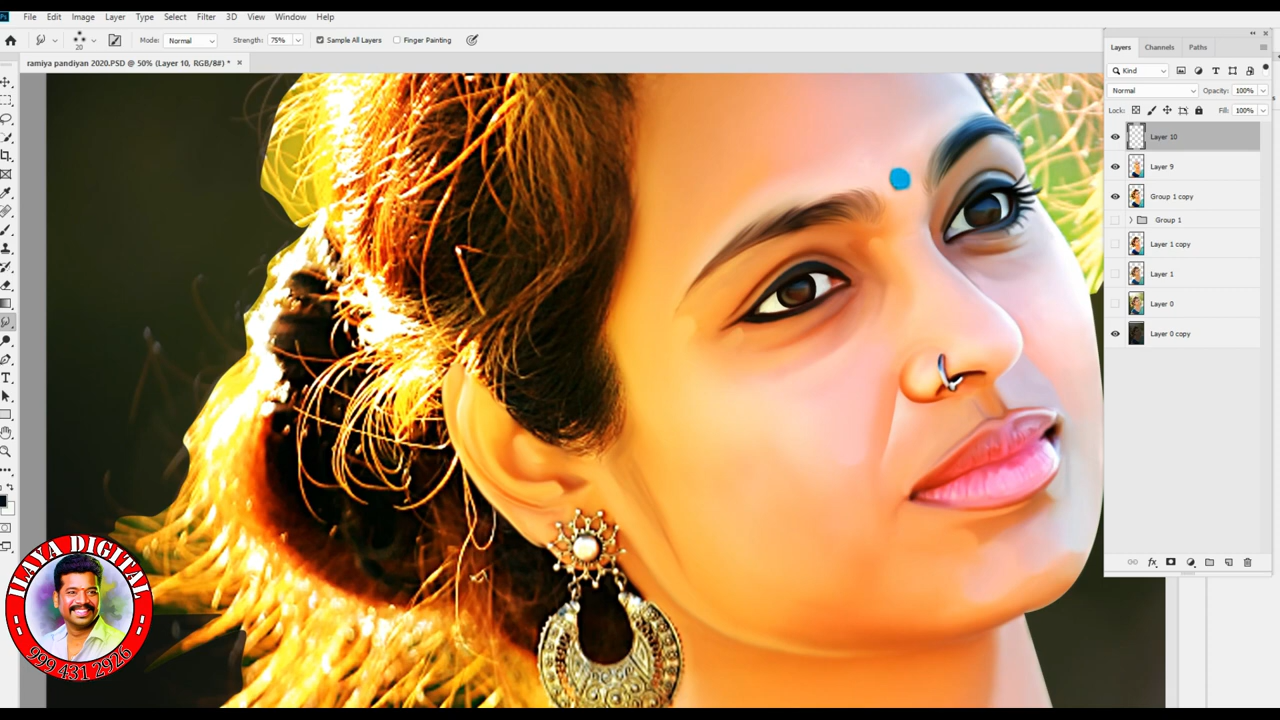 Ps File Edit Image Layer Type Select Filter 3D View Window Help
20 Mode: Normal Strength: 75% Sample All Layers Finger Painting
ramiya pandiyan 2020.PSD @ 50% (Layer 10, RGB/8#) *
Layers Channels Paths
Kind
Normal Opacity: 100%
Lock: Fill: 100%
Layer 10
Layer 9
Group 1 copy
Group 1
Layer 1 copy
Layer 1
Layer 0
Layer 0 copy
fx
ILAYA DIGITAL
999 431 2926